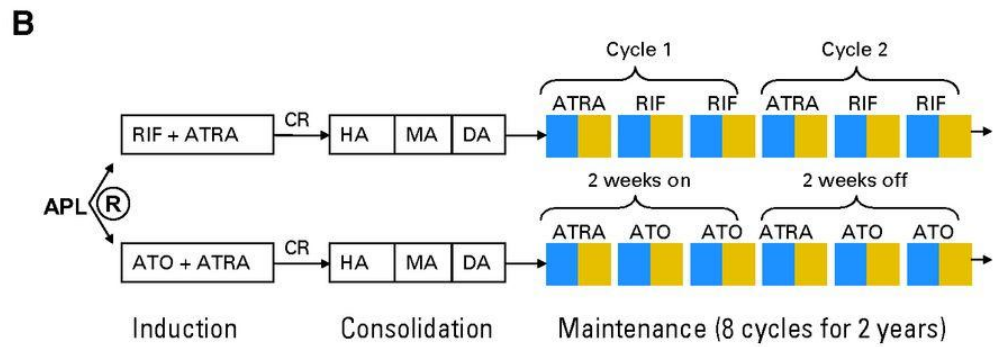 B
Cycle 1 Cycle 2
ATRA RIF RIF ATRA RIF RIF
RIF + ATRA CR HA MA DA
2 weeks on 2 weeks off
APL R
ATRA ATO ATO ATRA ATO ATO
ATO + ATRA CR HA MA DA
Induction Consolidation Maintenance (8 cycles for 2 years)